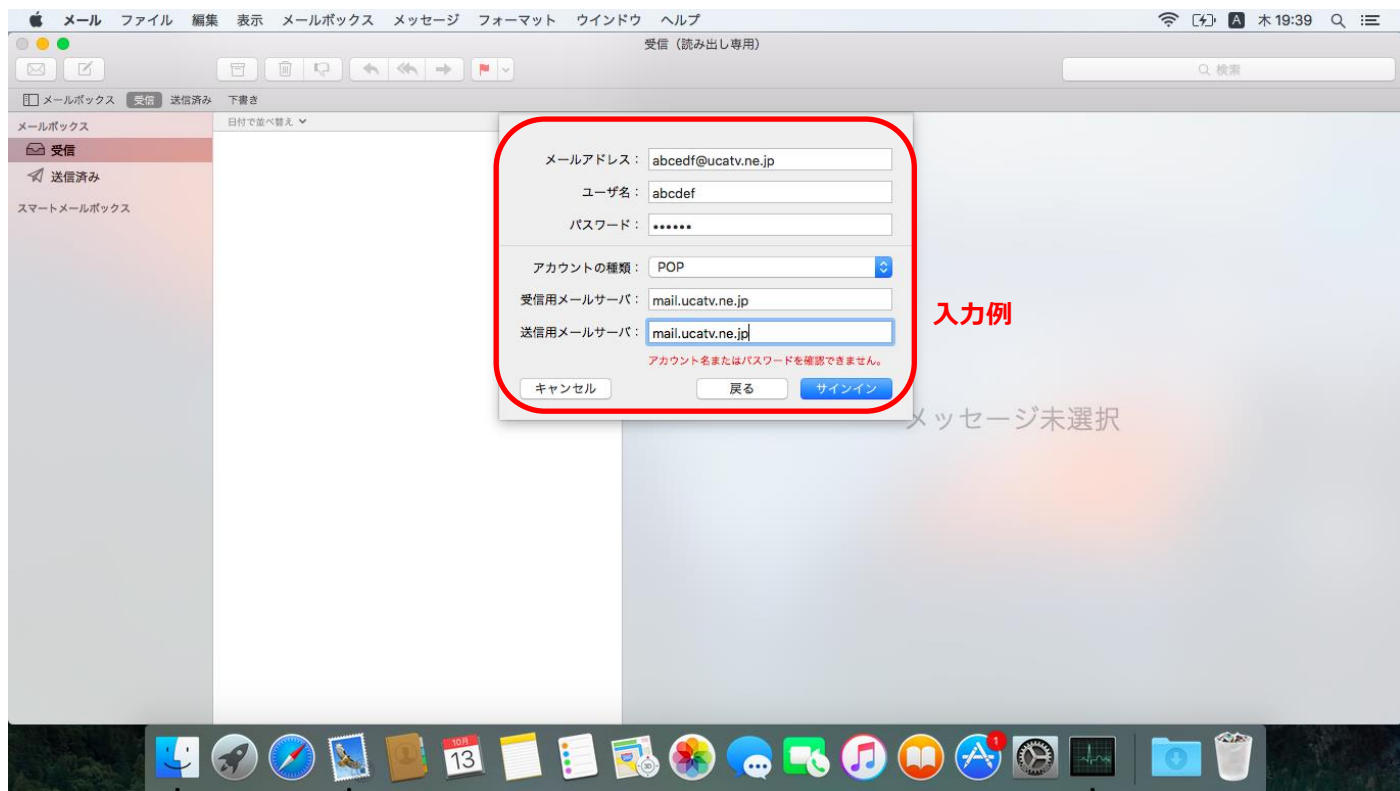 メール ファイル 編集 表示 メールボックス メッセージ フォーマット ウインドウ ヘルプ A 木 19:39
受信（読み出し専用）
検索
メールボックス 受信 送信済み 下書き
メールボックス
受信
送信済み
スマートメールボックス
日付で並べ替え
メールアドレス： abcedf@ucatv.ne.jp
ユーザ名： abcdef
パスワード： ••••••
アカウントの種類： POP
受信用メールサーバ： mail.ucatv.ne.jp
送信用メールサーバ： mail.ucatv.ne.jp
アカウント名またはパスワードを確認できません。
キャンセル 戻る サインイン
入力例
メッセージ未選択
10月
13
3D
1